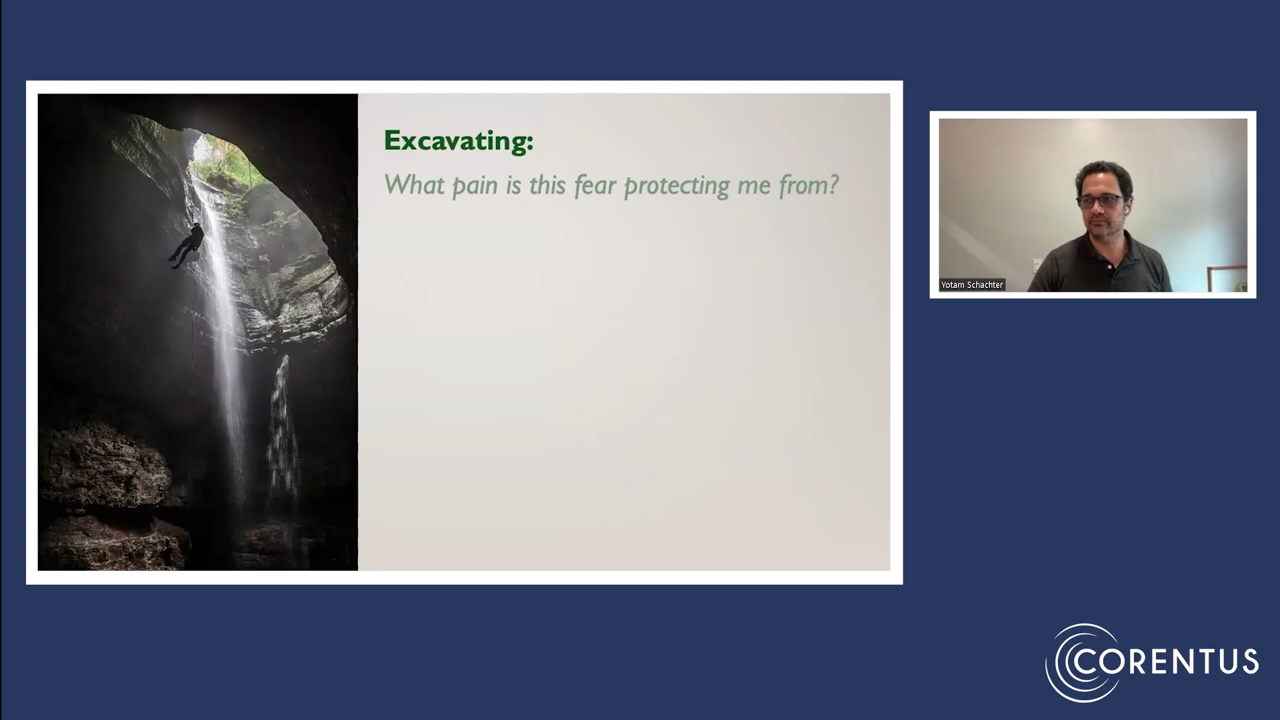 Excavating:
What pain is this fear protecting me from?
Yotam Schachter
CORENTUS